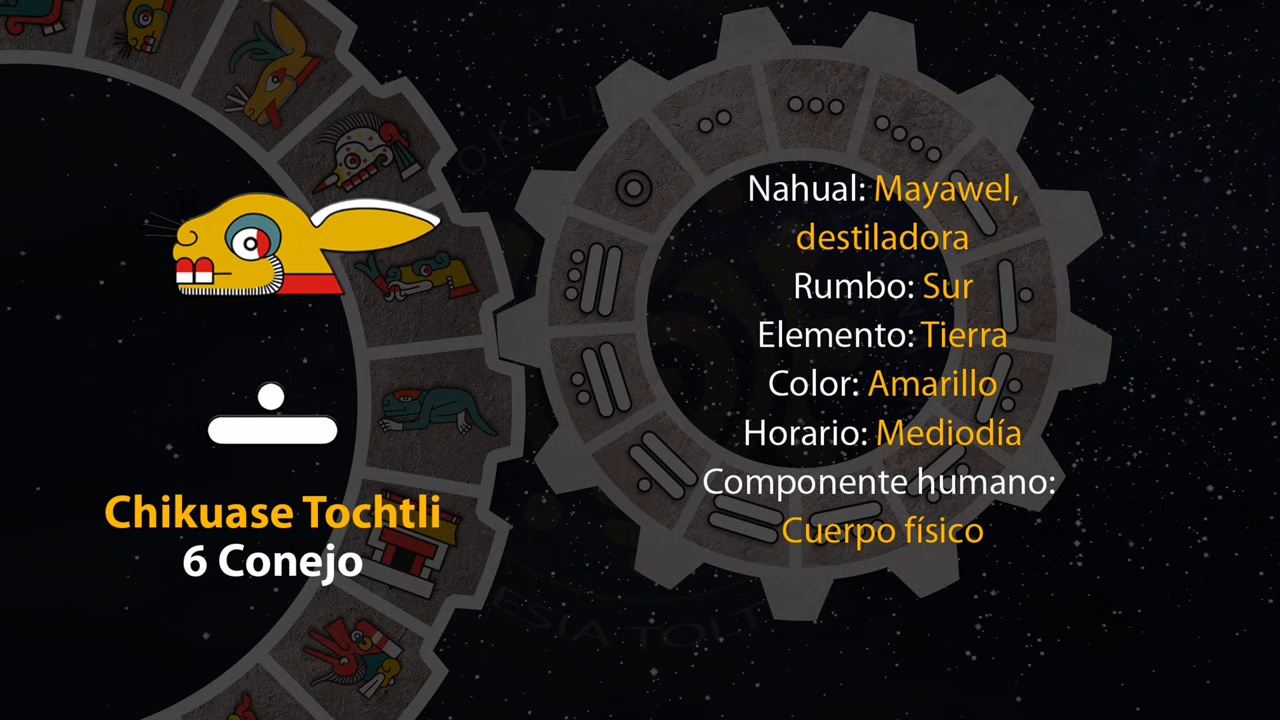 Chikuase Tochtli
6 Conejo
Nahual: Mayawel,
destiladora
Rumbo: Sur
Elemento: Tierra
Color: Amarillo
Horario: Mediodía
Componente humano:
Cuerpo físico